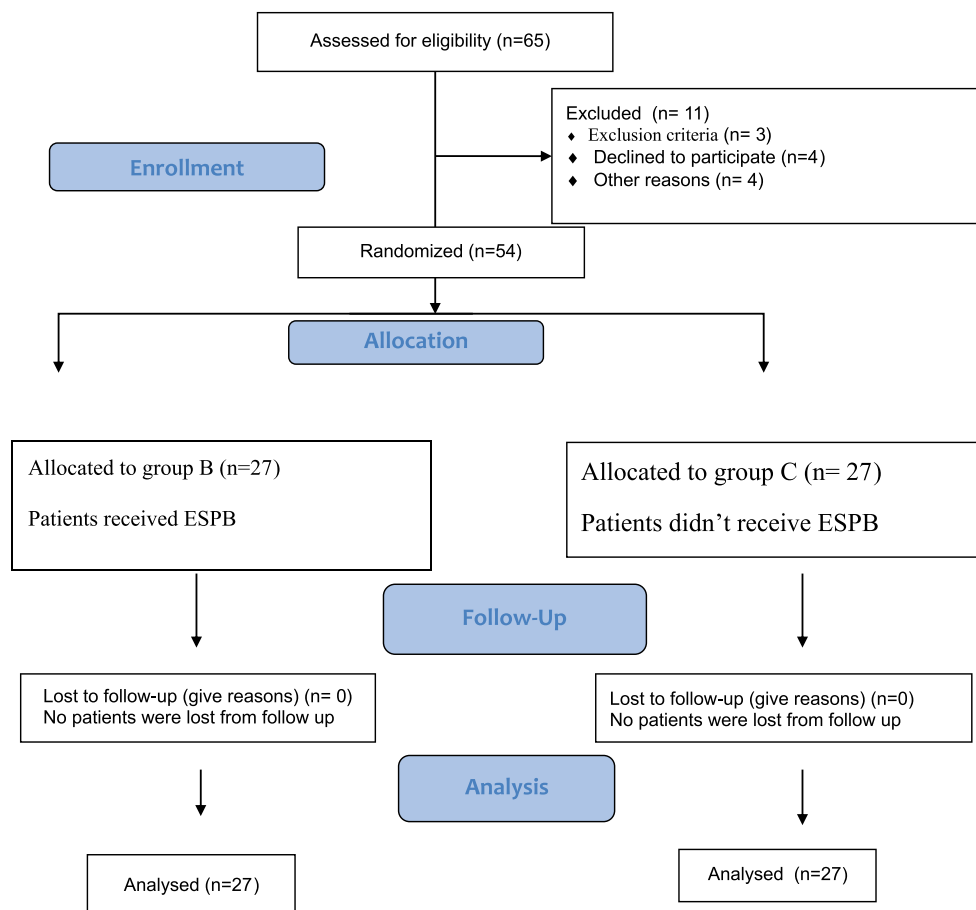 Assessed for eligibility (n=65)
Excluded (n= 11)
♦ Exclusion criteria (n= 3)
♦ Declined to participate (n=4)
♦ Other reasons (n= 4)
Enrollment
Randomized (n=54)
Allocation
Allocated to group B (n=27)
Patients received ESPB
Allocated to group C (n= 27)
Patients didn’t receive ESPB
Follow-Up
Lost to follow-up (give reasons) (n= 0)
No patients were lost from follow up
Lost to follow-up (give reasons) (n=0)
No patients were lost from follow up
Analysis
Analysed (n=27)
Analysed (n=27)